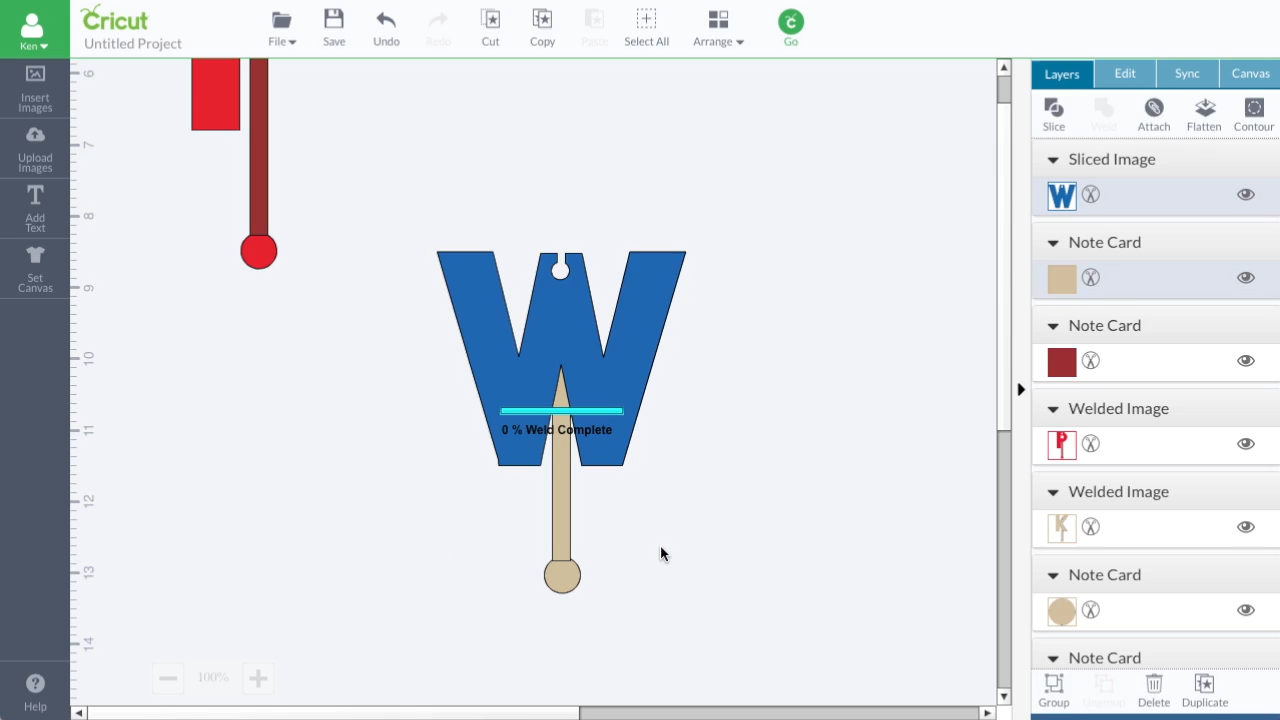 Cricut
Untitled Project
Ken
File
Save
Undo
Redo
Cut
Copy
Paste
Select All
Arrange
Go
Insert
Images
Upload
Images
Add
Text
Set
Canvas
Help
6
7
8
9
10
11
12
13
14
W
0 % Weld Complete
100%
Layers
Edit
Sync
Canvas
Slice
Weld
Attach
Flatten
Contour
Sliced Image
W
Note Card
Note Card
Welded Image
Welded Image
Note Card
Note Card
Group
Ungroup
Delete
Duplicate